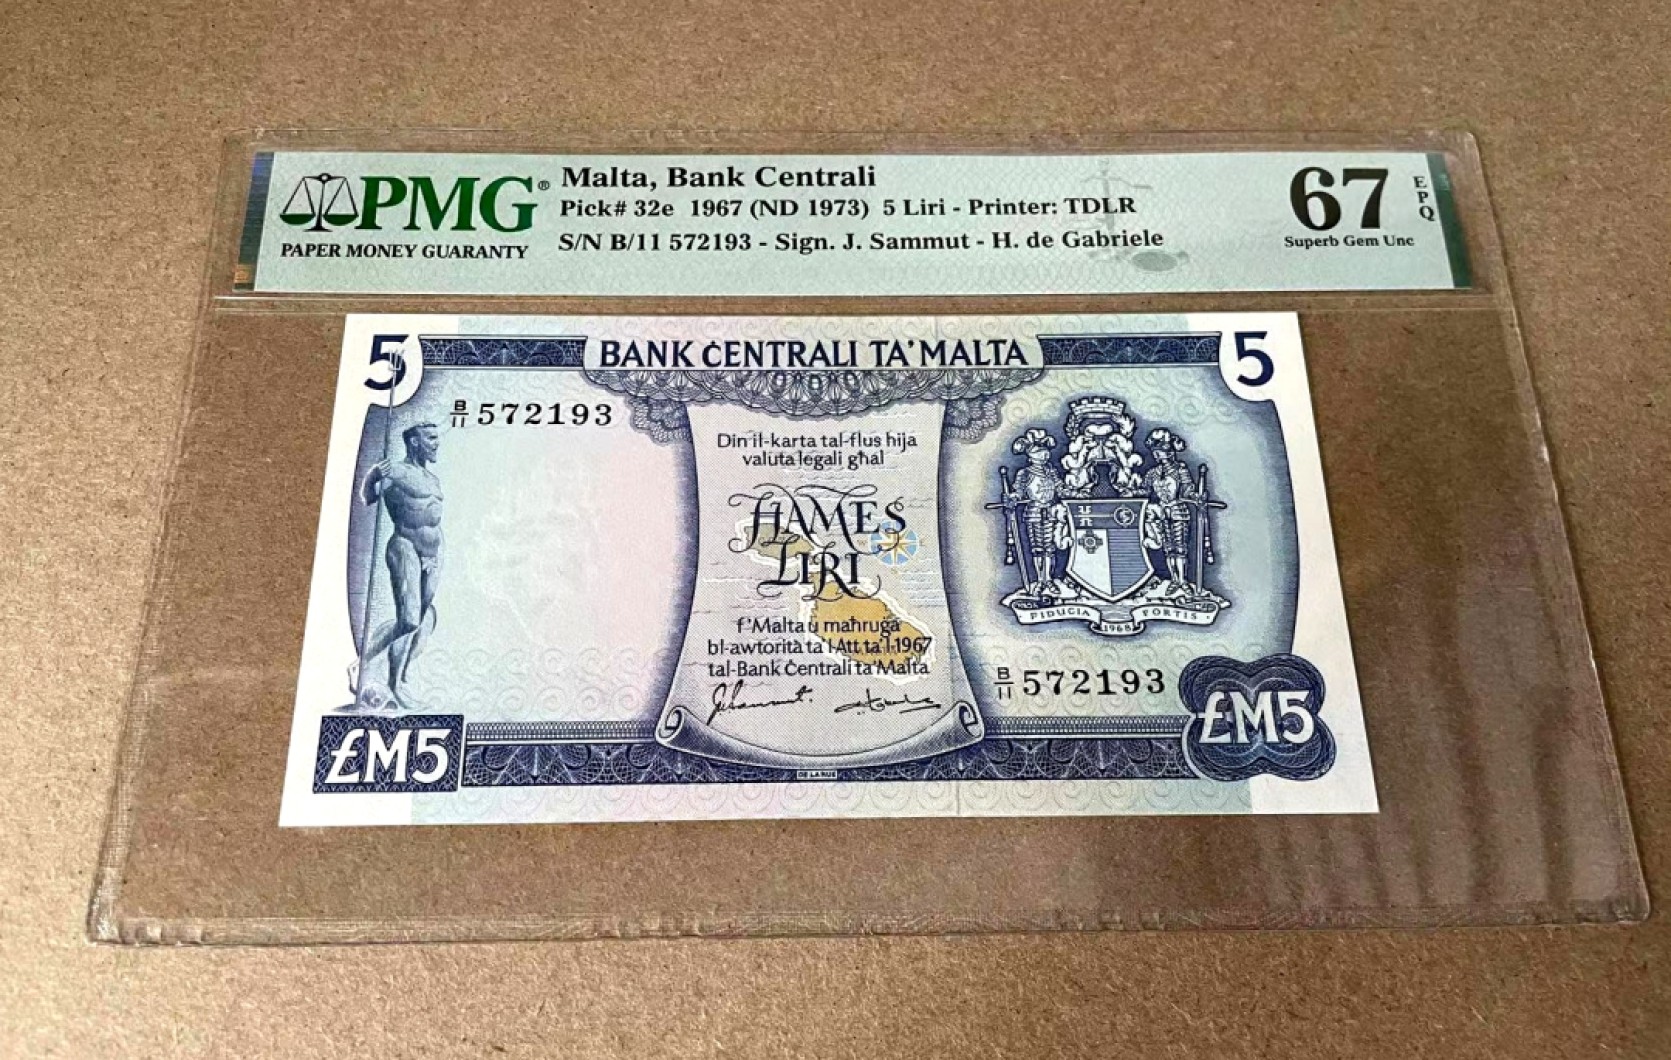 PMG®
PAPER MONEY GUARANTY
Malta, Bank Centrali
Pick# 32e 1967 (ND 1973) 5 Liri - Printer: TDLR
S/N B/11 572193 - Sign. J. Sammut - H. de Gabriele
67
EPQ
Superb Gem Unc
5
BANK ĊENTRALI TA' MALTA
5
B/11 572193
Din il-karta tal-flus hija
valuta legali għal
ĦAMES
LIRI
f'Malta u maħruġa
bl-awtorità ta' l-Att ta' l-1967
tal-Bank Ċentrali ta' Malta
FIDUCIA FORTIS
1968
B/11 572193
£M5
£M5
DE LA RUE